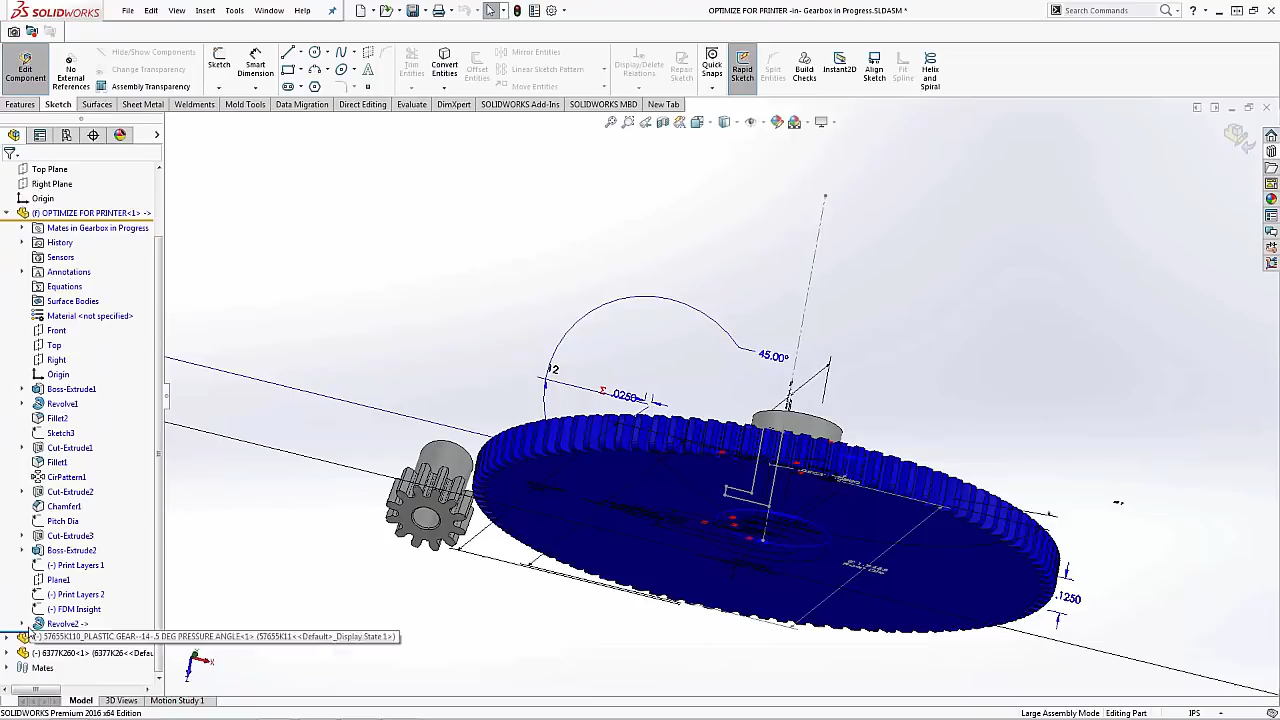 SOLIDWORKS
File Edit View Insert Tools Window Help
OPTIMIZE FOR PRINTER -in- Gearbox in Progress.SLDASM *
Search Commands
Edit Component
No External References
Hide/Show Components
Change Transparency
Assembly Transparency
Sketch
Smart Dimension
Trim Entities
Convert Entities
Offset Entities
Mirror Entities
Linear Sketch Pattern
Move Entities
Display/Delete Relations
Repair Sketch
Quick Snaps
Rapid Sketch
Split Entities
Build Checks
Instant2D
Align Sketch
Fit Spline
Helix and Spiral
Features Sketch Surfaces Sheet Metal Weldments Mold Tools Data Migration Direct Editing Evaluate DimXpert SOLIDWORKS Add-Ins SOLIDWORKS MBD New Tab
Top Plane
Right Plane
Origin
(f) OPTIMIZE FOR PRINTER<1> ->
Mates in Gearbox in Progress
History
Sensors
Annotations
Equations
Surface Bodies
Material <not specified>
Front
Top
Right
Origin
Boss-Extrude1
Revolve1
Fillet2
Sketch3
Cut-Extrude1
Fillet1
CirPattern1
Cut-Extrude2
Chamfer1
Pitch Dia
Cut-Extrude3
Boss-Extrude2
(-) Print Layers 1
Plane1
(-) Print Layers 2
(-) FDM Insight
Revolve2 ->
(-) 57655K110_PLASTIC GEAR--14-.5 DEG PRESSURE ANGLE<1> (57655K11<<Default>_Display State 1>)
(-) 6377K260<1> (6377K26<<Defau
Mates
45.00°
12
Σ .0250
.1250
X
Model 3D Views Motion Study 1
SOLIDWORKS Premium 2016 x64 Edition
Large Assembly Mode Editing Part IPS